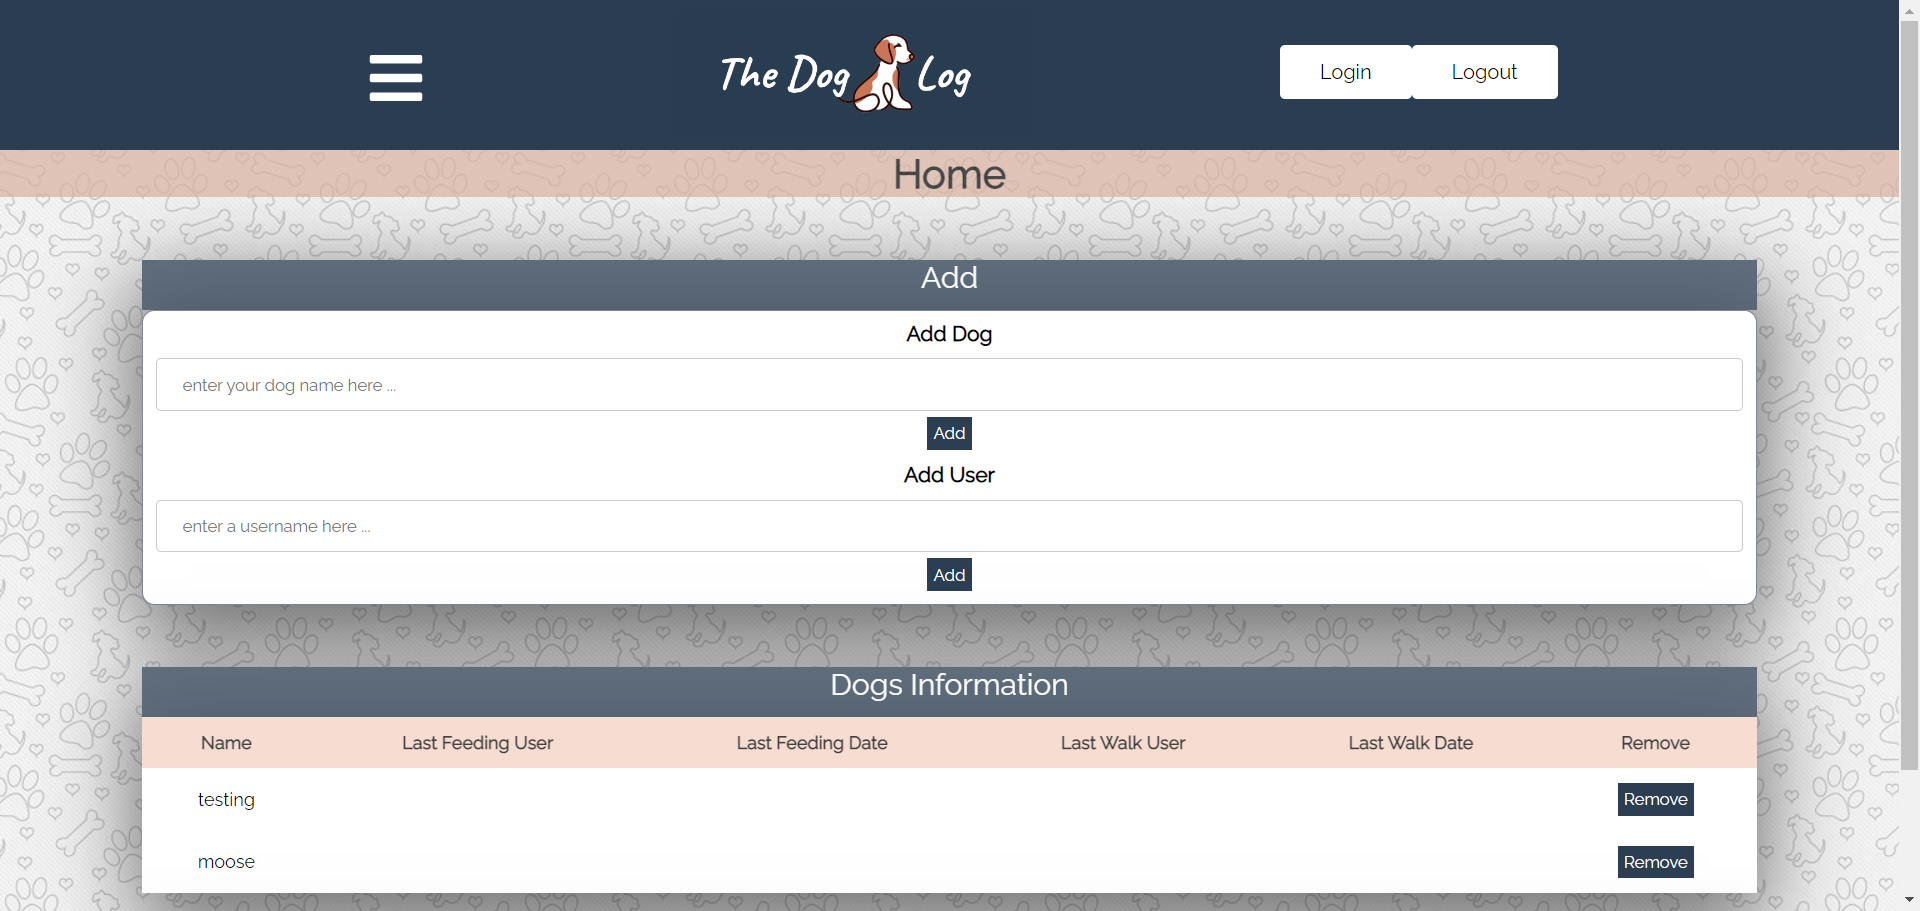 The Dog Log
Login Logout
Home
Add
Add Dog
enter your dog name here ...
Add
Add User
enter a username here ...
Add
Dogs Information
Name Last Feeding User Last Feeding Date Last Walk User Last Walk Date Remove
testing Remove
moose Remove